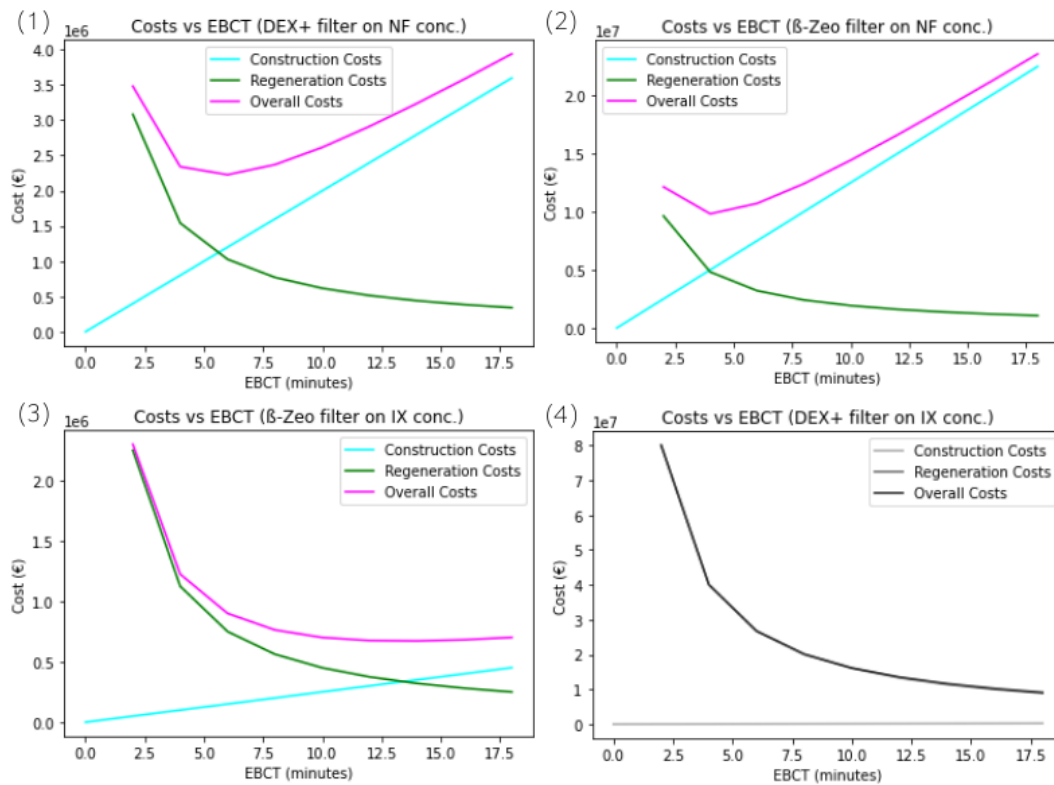 (1)
Costs vs EBCT (DEX+ filter on NF conc.)
1e6
Construction Costs
Regeneration Costs
Overall Costs
Cost (€)
4.0
3.5
3.0
2.5
2.0
1.5
1.0
0.5
0.0
0.0 2.5 5.0 7.5 10.0 12.5 15.0 17.5
EBCT (minutes)
(2)
Costs vs EBCT (ß-Zeo filter on NF conc.)
1e7
Construction Costs
Regeneration Costs
Overall Costs
Cost (€)
2.0
1.5
1.0
0.5
0.0
0.0 2.5 5.0 7.5 10.0 12.5 15.0 17.5
EBCT (minutes)
(3)
Costs vs EBCT (ß-Zeo filter on IX conc.)
1e6
Construction Costs
Regeneration Costs
Overall Costs
Cost (€)
2.0
1.5
1.0
0.5
0.0
0.0 2.5 5.0 7.5 10.0 12.5 15.0 17.5
EBCT (minutes)
(4)
Costs vs EBCT (DEX+ filter on IX conc.)
1e7
Construction Costs
Regeneration Costs
Overall Costs
Cost (€)
8
7
6
5
4
3
2
1
0
0.0 2.5 5.0 7.5 10.0 12.5 15.0 17.5
EBCT (minutes)